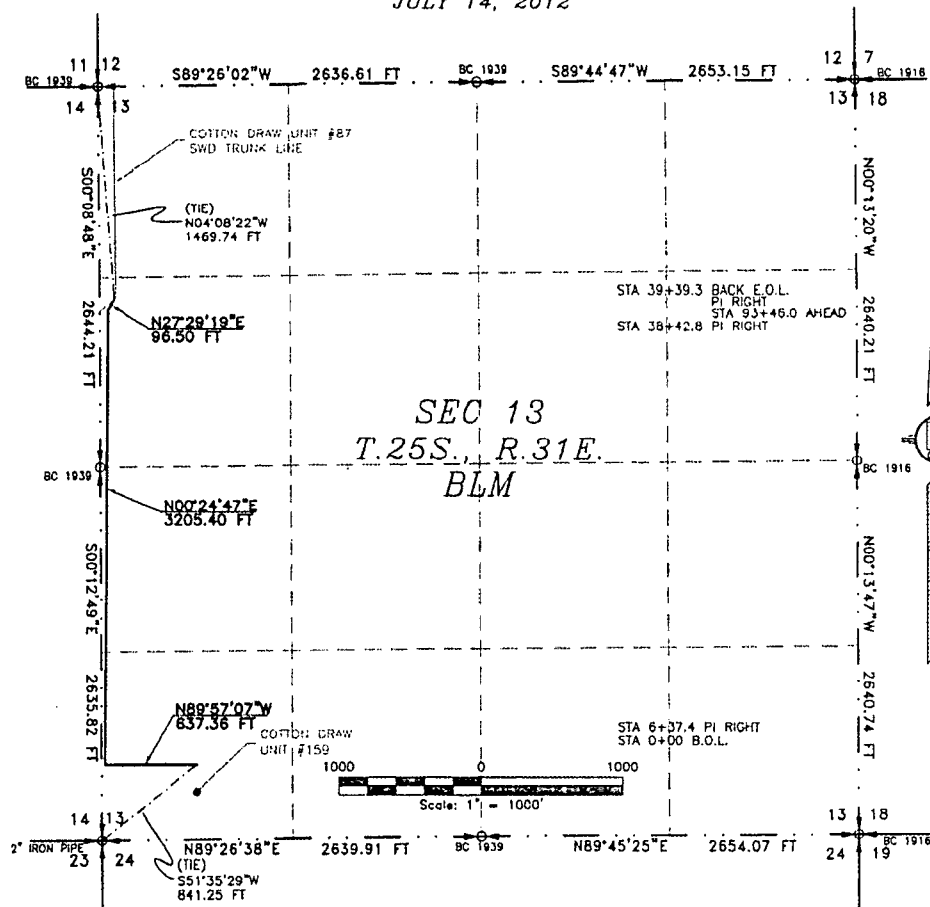 JULY 14, 2012
11 12
S89°26'02"W 2636.61 FT
BC 1939
S89°44'47"W 2653.15 FT
12 7
BC 1939
BC 1916
14 13
13 18
COTTON DRAW UNIT #87
SWD TRUNK LINE
S00°08'48"E
2644.21 FT
(TIE)
N04°08'22"W
1469.74 FT
N00°13'20"W
2640.21 FT
STA 39+39.3 BACK E.O.L.
PI RIGHT
STA 93+46.0 AHEAD
STA 38+42.8 PI RIGHT
N27°29'19"E
96.50 FT
SEC 13
T.25S., R.31E.
BLM
BC 1939
BC 1916
N00°24'47"E
3205.40 FT
S00°12'49"E
2635.82 FT
N00°13'47"W
2640.74 FT
N89°57'07"W
637.36 FT
COTTON DRAW
UNIT #159
STA 6+37.4 PI RIGHT
STA 0+00 B.O.L.
1000 0 1000
Scale: 1" = 1000'
14 13
13 18
2" IRON PIPE
BC 1916
23 24
N89°26'38"E 2639.91 FT
BC 1939
N89°45'25"E 2654.07 FT
24 19
(TIE)
S51°35'29"W
841.25 FT